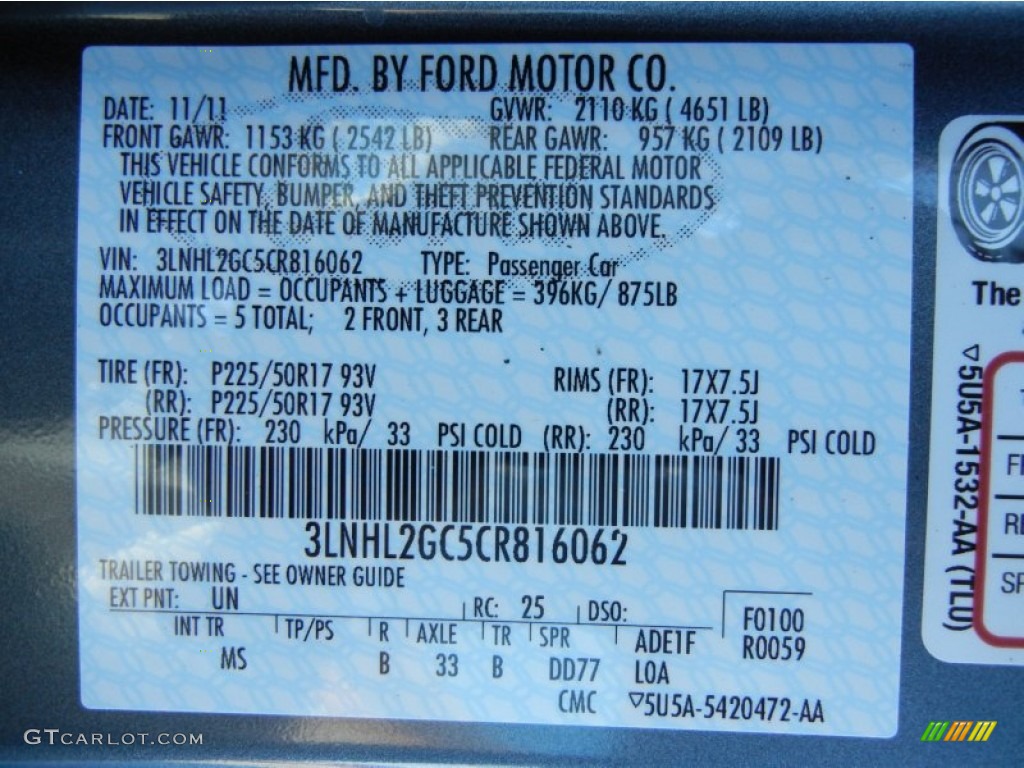 MFD. BY FORD MOTOR CO.
DATE: 11/11 GVWR: 2110 KG ( 4651 LB)
FRONT GAWR: 1153 KG ( 2542 LB) REAR GAWR: 957 KG ( 2109 LB)
THIS VEHICLE CONFORMS TO ALL APPLICABLE FEDERAL MOTOR
VEHICLE SAFETY, BUMPER, AND THEFT PREVENTION STANDARDS
IN EFFECT ON THE DATE OF MANUFACTURE SHOWN ABOVE.
VIN: 3LNHL2GC5CR816062 TYPE: Passenger Car
MAXIMUM LOAD = OCCUPANTS + LUGGAGE = 396KG/ 875LB
OCCUPANTS = 5 TOTAL; 2 FRONT, 3 REAR
TIRE (FR): P225/50R17 93V RIMS (FR): 17X7.5J
(RR): P225/50R17 93V (RR): 17X7.5J
PRESSURE (FR): 230 kPa/ 33 PSI COLD (RR): 230 kPa/ 33 PSI COLD
3LNHL2GC5CR816062
TRAILER TOWING - SEE OWNER GUIDE
EXT PNT: UN RC: 25 DSO: F0100
INT TR TP/PS R AXLE TR SPR ADE1F R0059
MS B 33 B DD77 LOA
CMC ▽5U5A-5420472-AA
The
▽5U5A-1532-AA (TL0)
GTCARLOT.COM